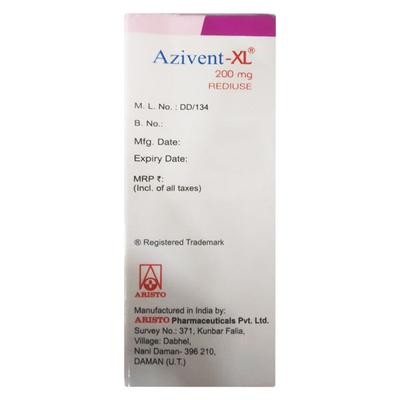 Azivent-XL®
200 mg
REDIUSE
M. L. No. : DD/134
B. No.:
Mfg. Date:
Expiry Date:
MRP ₹:
(Incl. of all taxes)
® Registered Trademark
ARISTO
Manufactured in India by:
ARISTO Pharmaceuticals Pvt. Ltd.
Survey No.: 371, Kunbar Falia,
Village: Dabhel,
Nani Daman- 396 210,
DAMAN (U.T.)